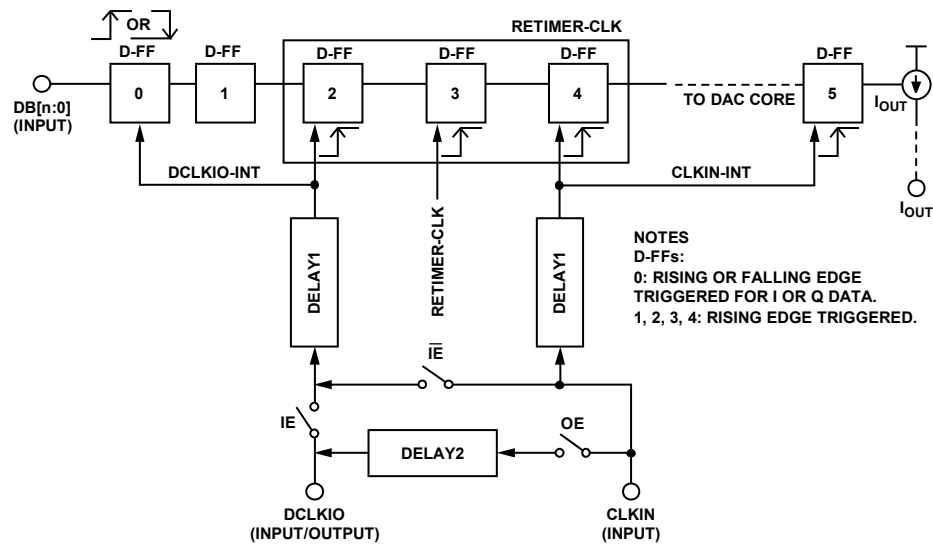 RETIMER-CLK
OR
D-FF
D-FF
D-FF
D-FF
D-FF
D-FF
0
1
2
3
4
5
DB[n:0]
(INPUT)
TO DAC CORE
IOUT
IOUT
DCLKIO-INT
CLKIN-INT
DELAY1
RETIMER-CLK
DELAY1
NOTES
D-FFs:
0: RISING OR FALLING EDGE
TRIGGERED FOR I OR Q DATA.
1, 2, 3, 4: RISING EDGE TRIGGERED.
IE
IE
OE
DELAY2
DCLKIO
(INPUT/OUTPUT)
CLKIN
(INPUT)